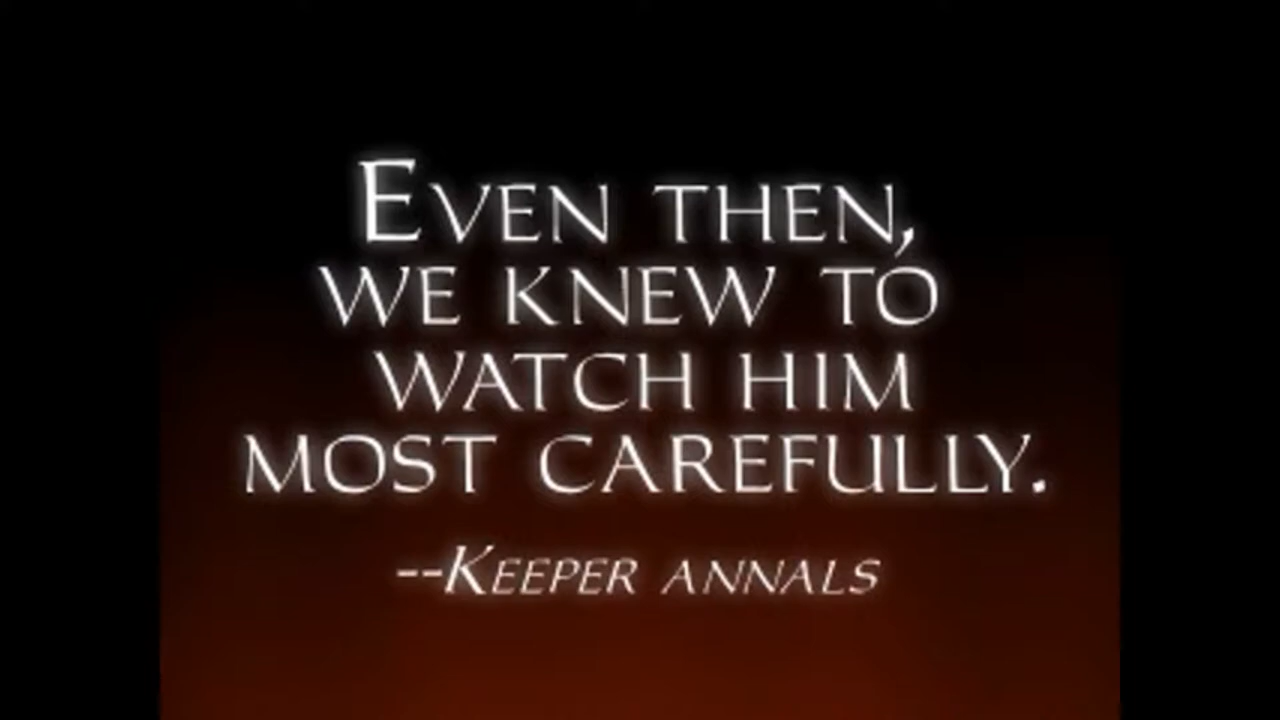 Even then,
we knew to
watch him
most carefully.
--Keeper annals